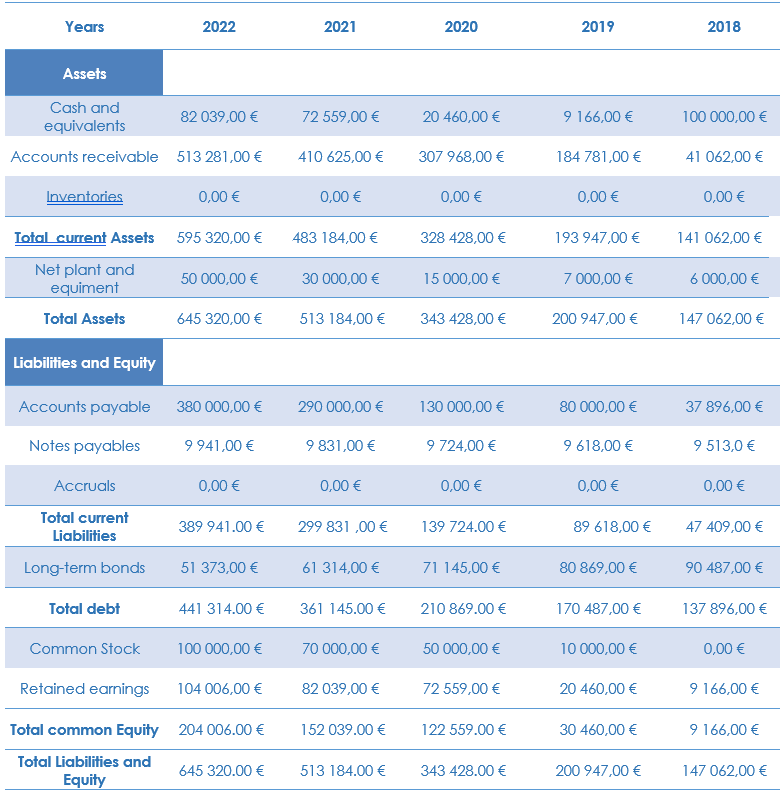 Years 2022 2021 2020 2019 2018
Assets
Cash and
equivalents 82 039,00 € 72 559,00 € 20 460,00 € 9 166,00 € 100 000,00 €
Accounts receivable 513 281,00 € 410 625,00 € 307 968,00 € 184 781,00 € 41 062,00 €
Inventories 0,00 € 0,00 € 0,00 € 0,00 € 0,00 €
Total current Assets 595 320,00 € 483 184,00 € 328 428,00 € 193 947,00 € 141 062,00 €
Net plant and
equiment 50 000,00 € 30 000,00 € 15 000,00 € 7 000,00 € 6 000,00 €
Total Assets 645 320,00 € 513 184,00 € 343 428,00 € 200 947,00 € 147 062,00 €
Liabilities and Equity
Accounts payable 380 000,00 € 290 000,00 € 130 000,00 € 80 000,00 € 37 896,00 €
Notes payables 9 941,00 € 9 831,00 € 9 724,00 € 9 618,00 € 9 513,0 €
Accruals 0,00 € 0,00 € 0,00 € 0,00 € 0,00 €
Total current
Liabilities 389 941.00 € 299 831 ,00 € 139 724.00 € 89 618,00 € 47 409,00 €
Long-term bonds 51 373,00 € 61 314,00 € 71 145,00 € 80 869,00 € 90 487,00 €
Total debt 441 314.00 € 361 145.00 € 210 869.00 € 170 487,00 € 137 896,00 €
Common Stock 100 000,00 € 70 000,00 € 50 000,00 € 10 000,00 € 0,00 €
Retained earnings 104 006,00 € 82 039,00 € 72 559,00 € 20 460,00 € 9 166,00 €
Total common Equity 204 006.00 € 152 039.00 € 122 559.00 € 30 460,00 € 9 166,00 €
Total Liabilities and
Equity 645 320.00 € 513 184.00 € 343 428.00 € 200 947,00 € 147 062,00 €